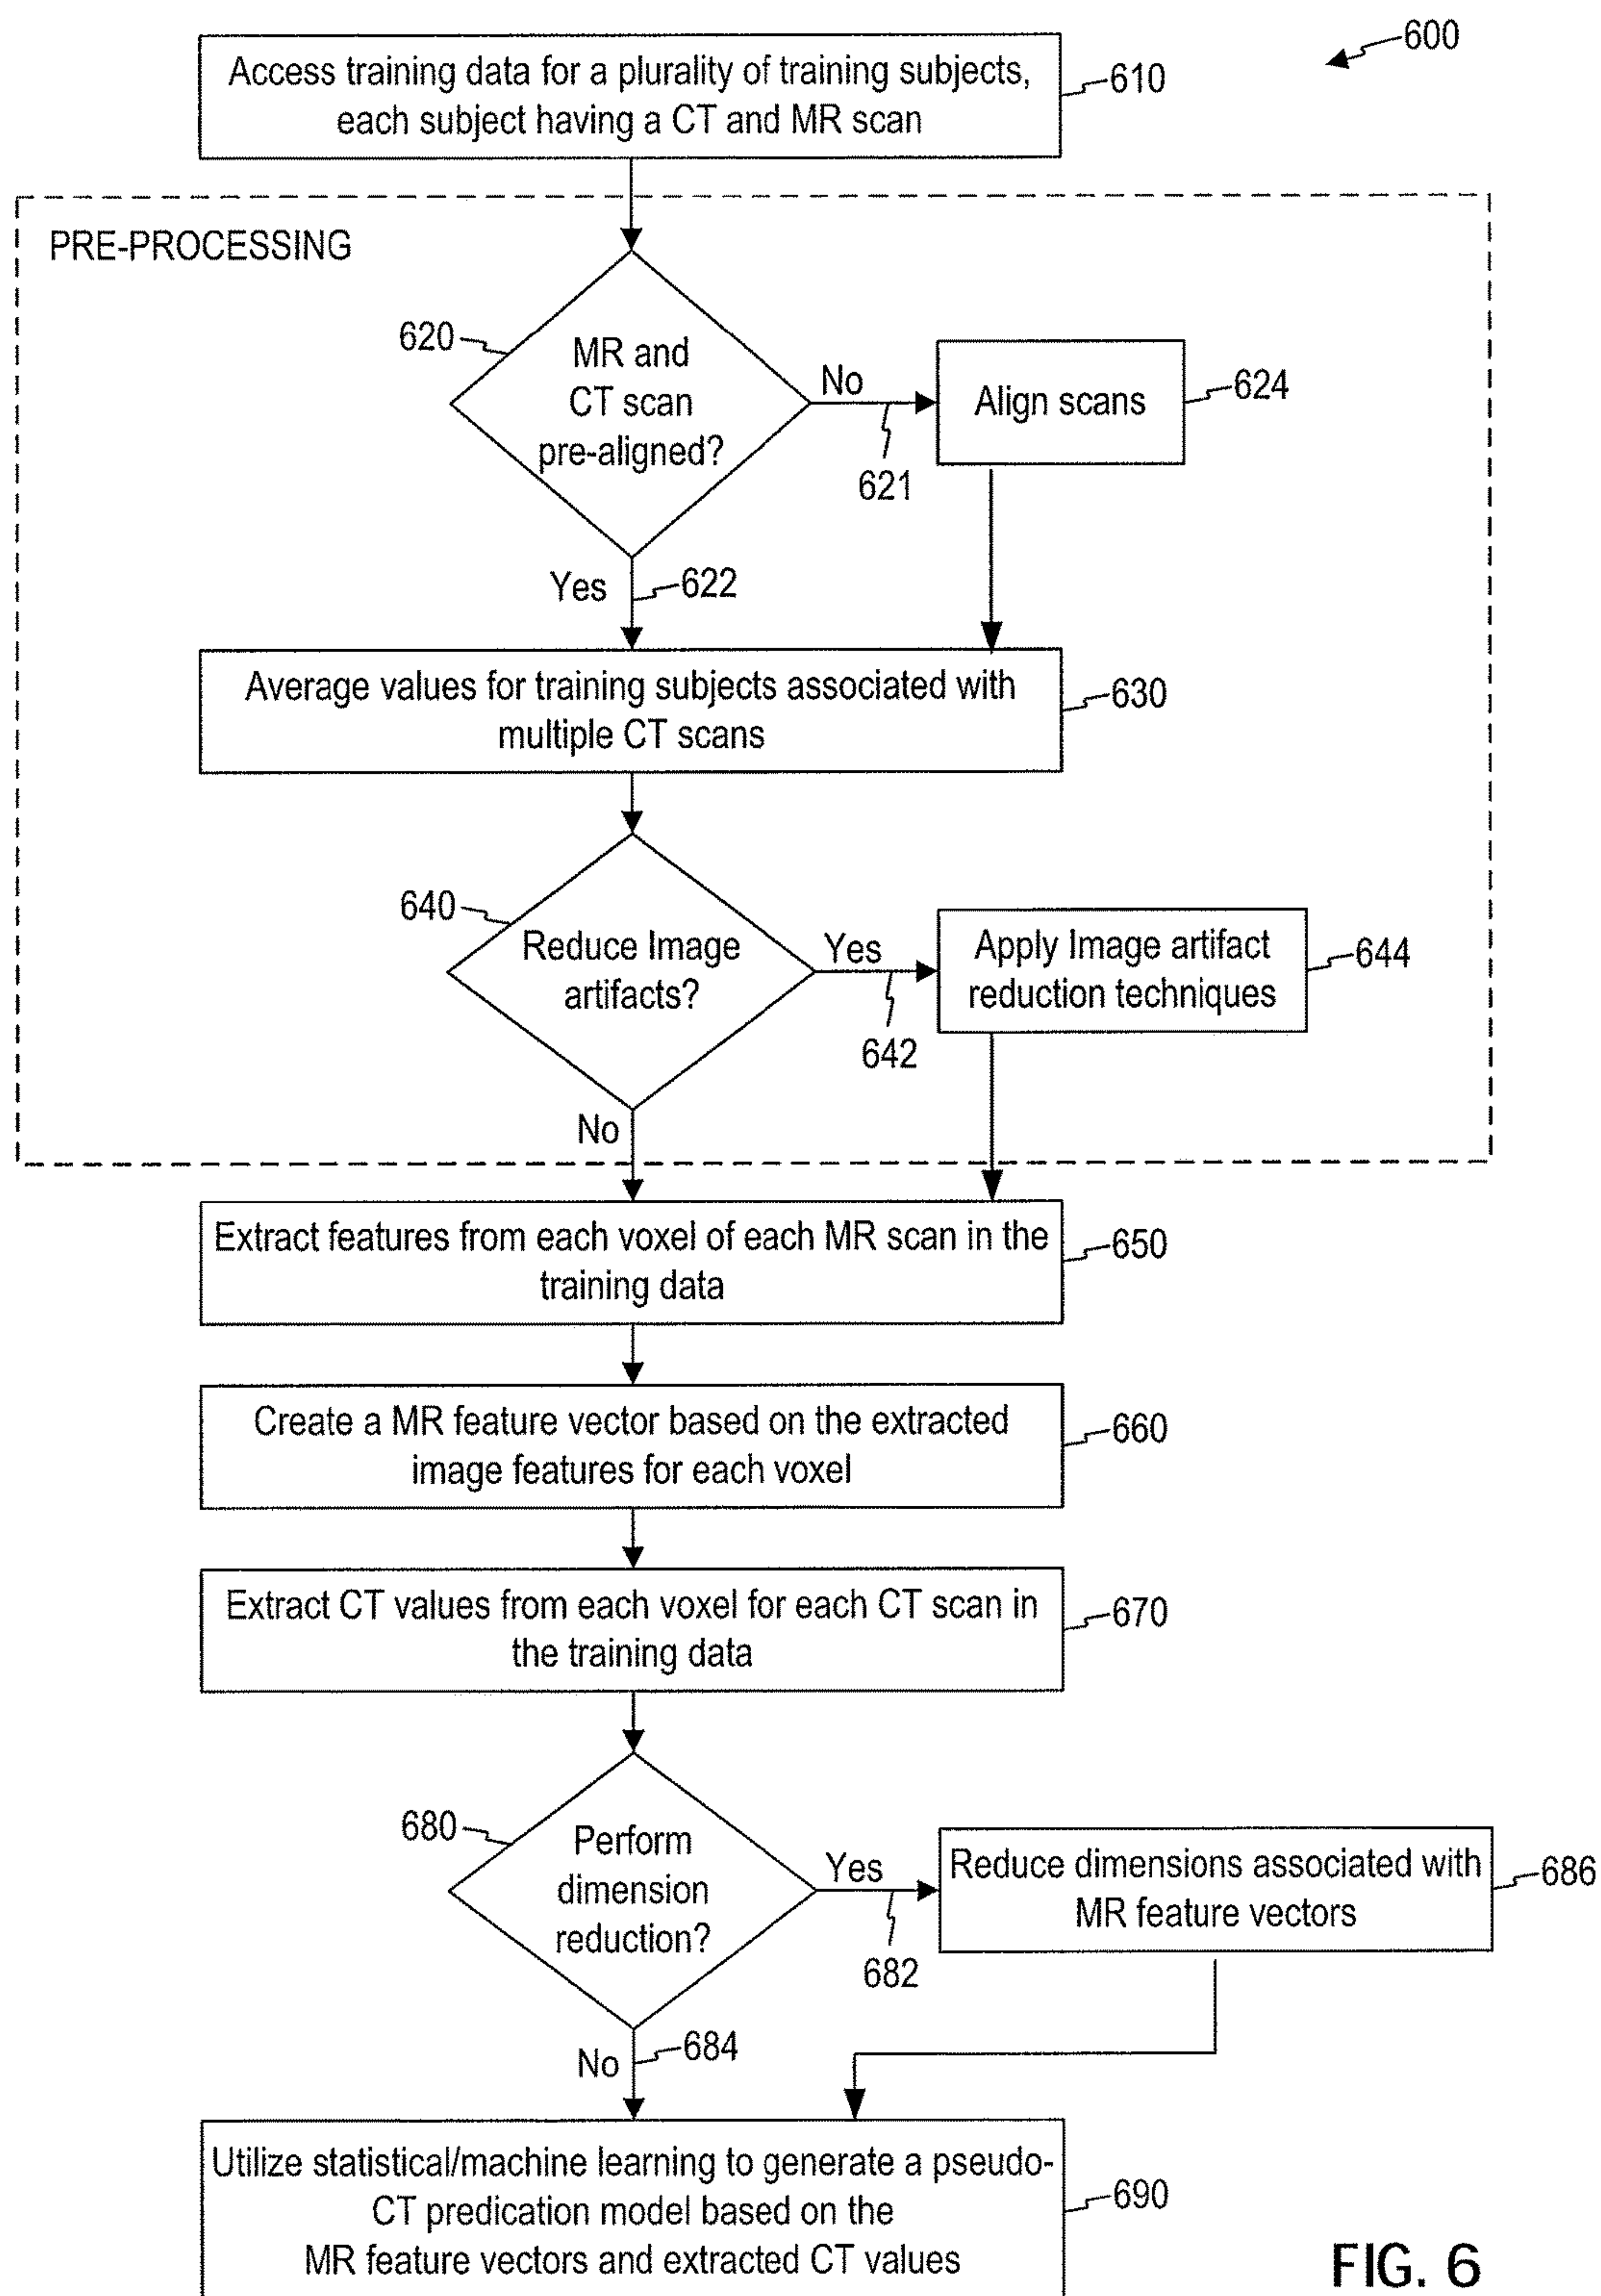 600
Access training data for a plurality of training subjects,
each subject having a CT and MR scan
610
PRE-PROCESSING
620
MR and
CT scan
pre-aligned?
No
621
Align scans
624
Yes
622
Average values for training subjects associated with
multiple CT scans
630
640
Reduce Image
artifacts?
Yes
642
Apply Image artifact
reduction techniques
644
No
Extract features from each voxel of each MR scan in the
training data
650
Create a MR feature vector based on the extracted
image features for each voxel
660
Extract CT values from each voxel for each CT scan in
the training data
670
680
Perform
dimension
reduction?
Yes
682
Reduce dimensions associated with
MR feature vectors
686
No
684
Utilize statistical/machine learning to generate a pseudo-
CT predication model based on the
MR feature vectors and extracted CT values
690
FIG. 6